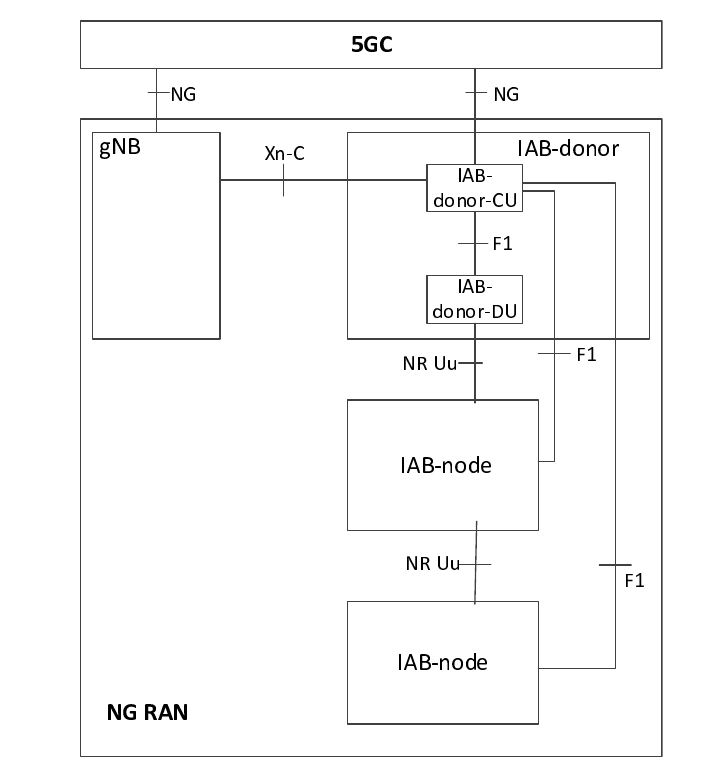 5GC
NG
NG
gNB
Xn-C
IAB-donor
IAB-
donor-CU
F1
IAB-
donor-DU
NR Uu
F1
IAB-node
NR Uu
F1
IAB-node
NG RAN